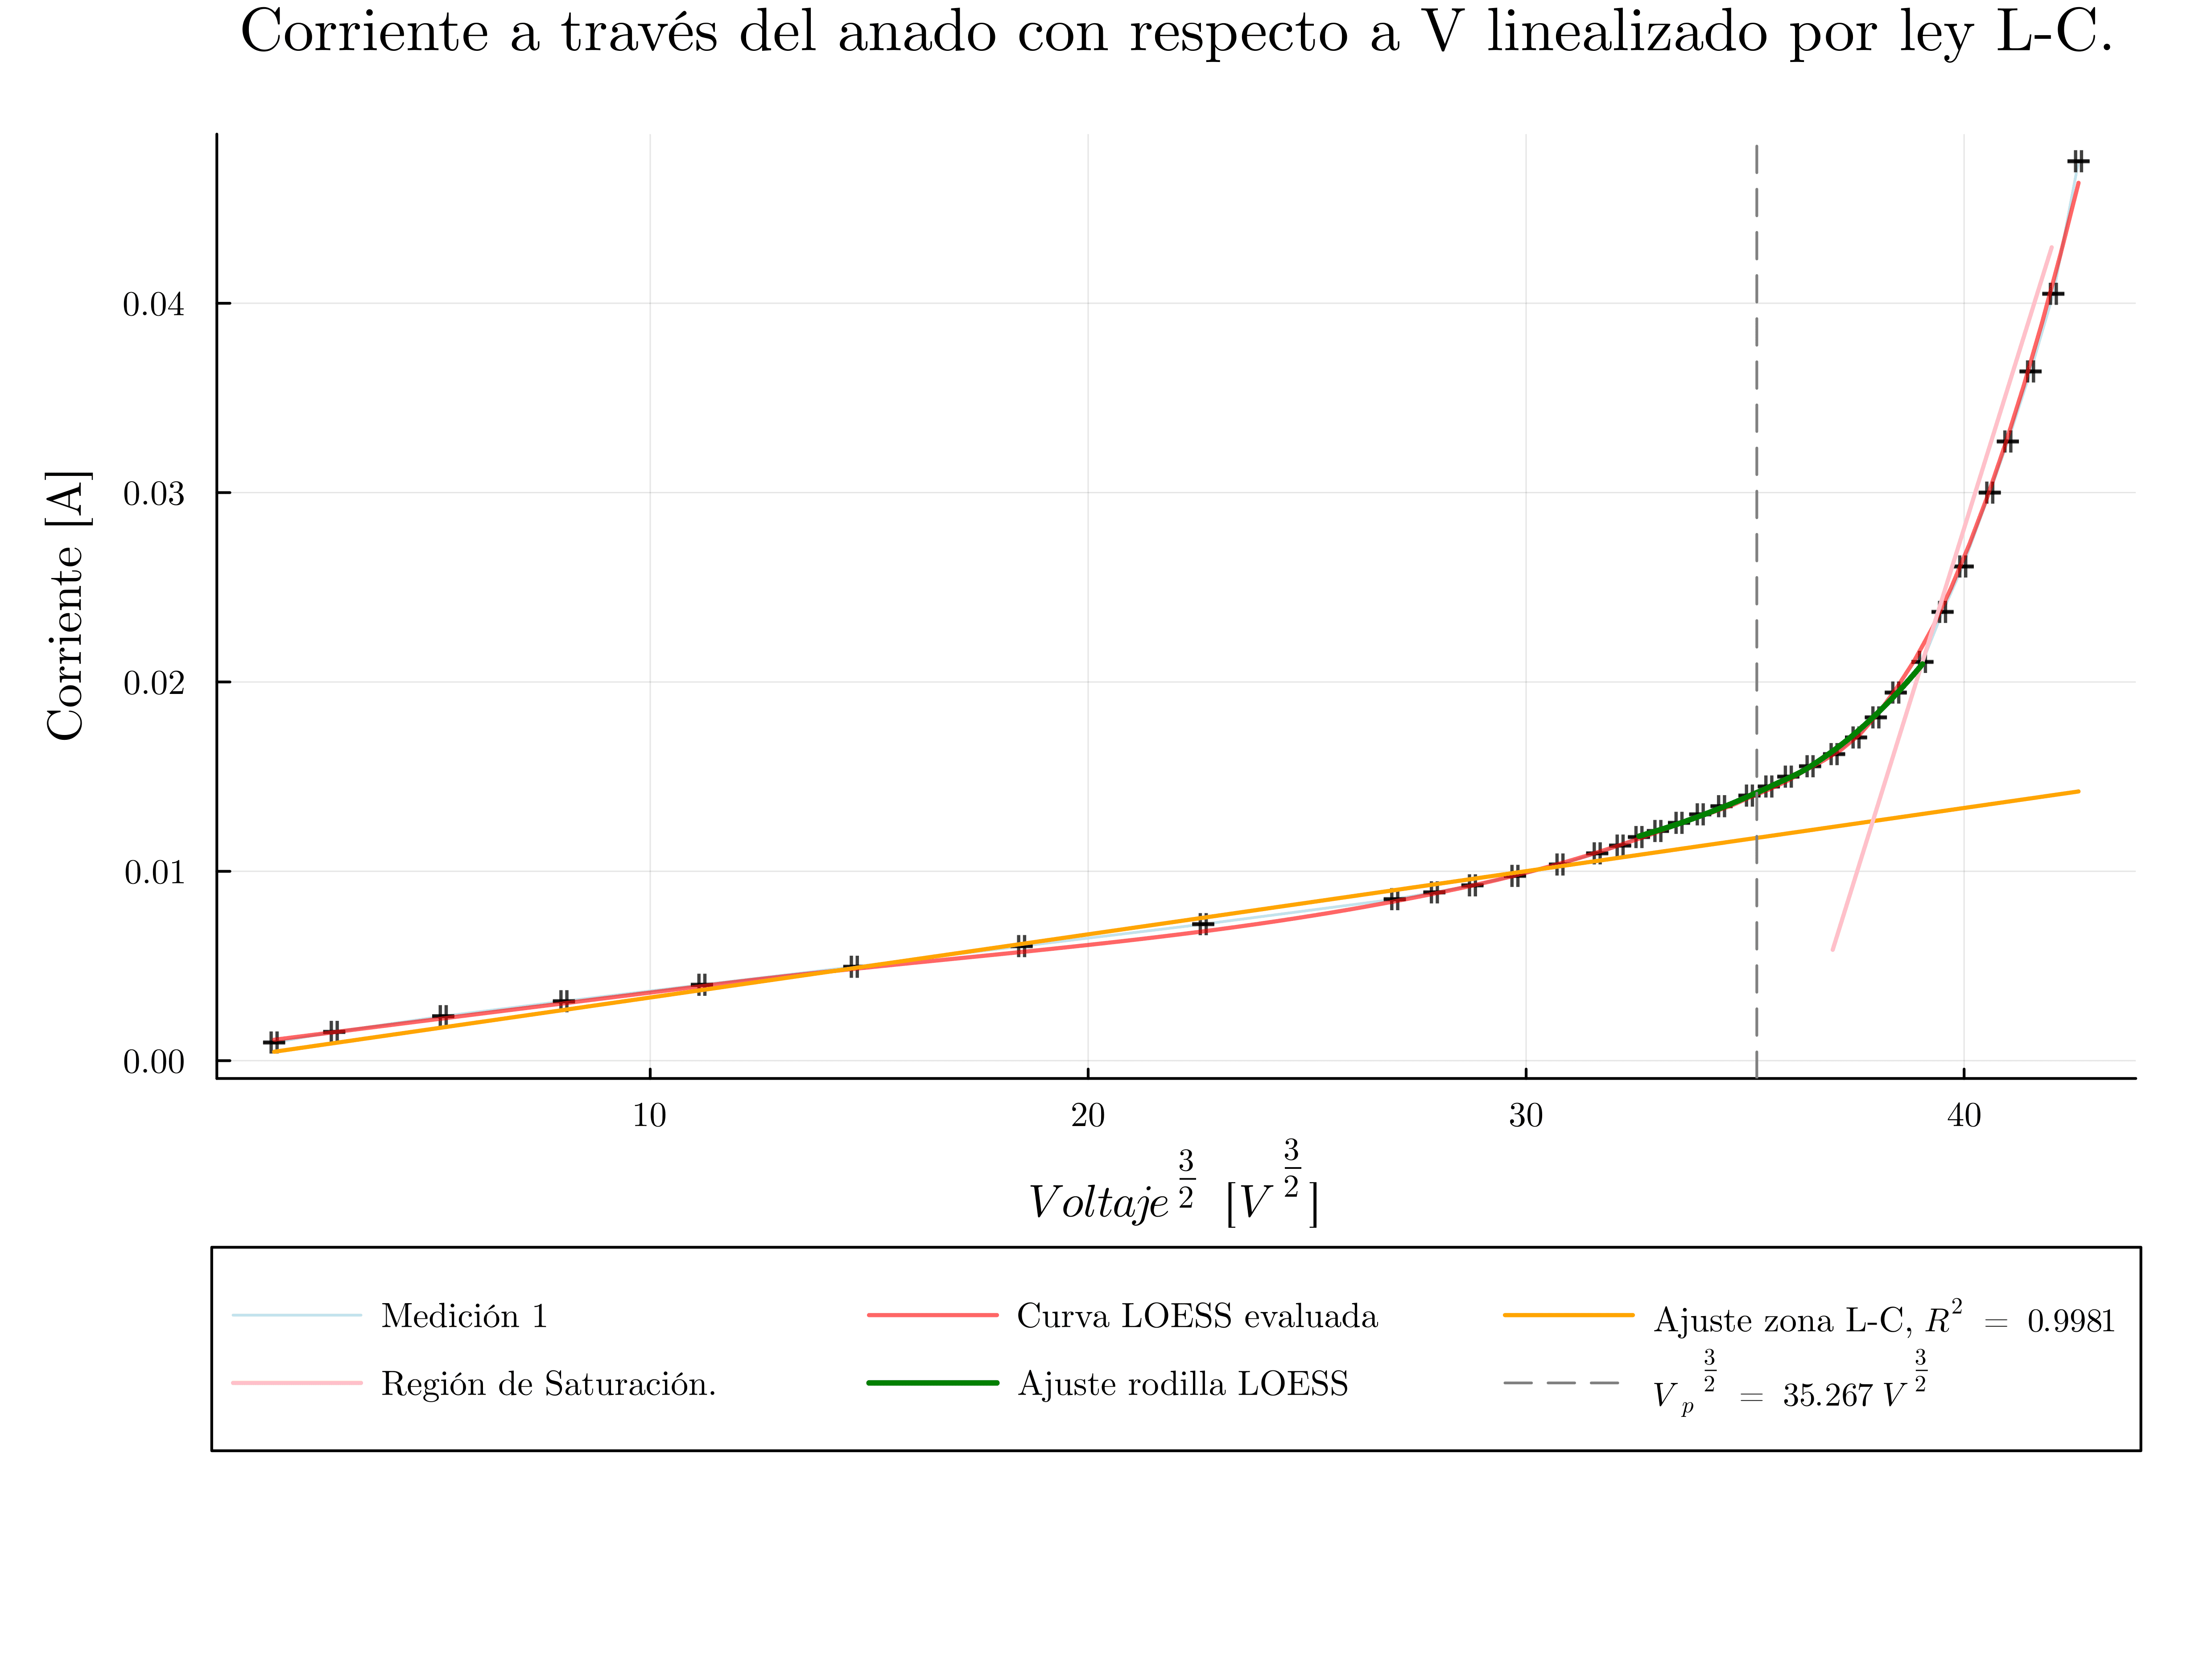 Corriente a través del anado con respecto a V linealizado por ley L-C.
Corriente [A]
0.04
0.03
0.02
0.01
0.00
10 20 30 40
Voltaje^{3/2} [V^{3/2}]
Medición 1
Curva LOESS evaluada
Ajuste zona L-C, R^2 = 0.9981
Región de Saturación.
Ajuste rodilla LOESS
V_p^{3/2} = 35.267 V^{3/2}